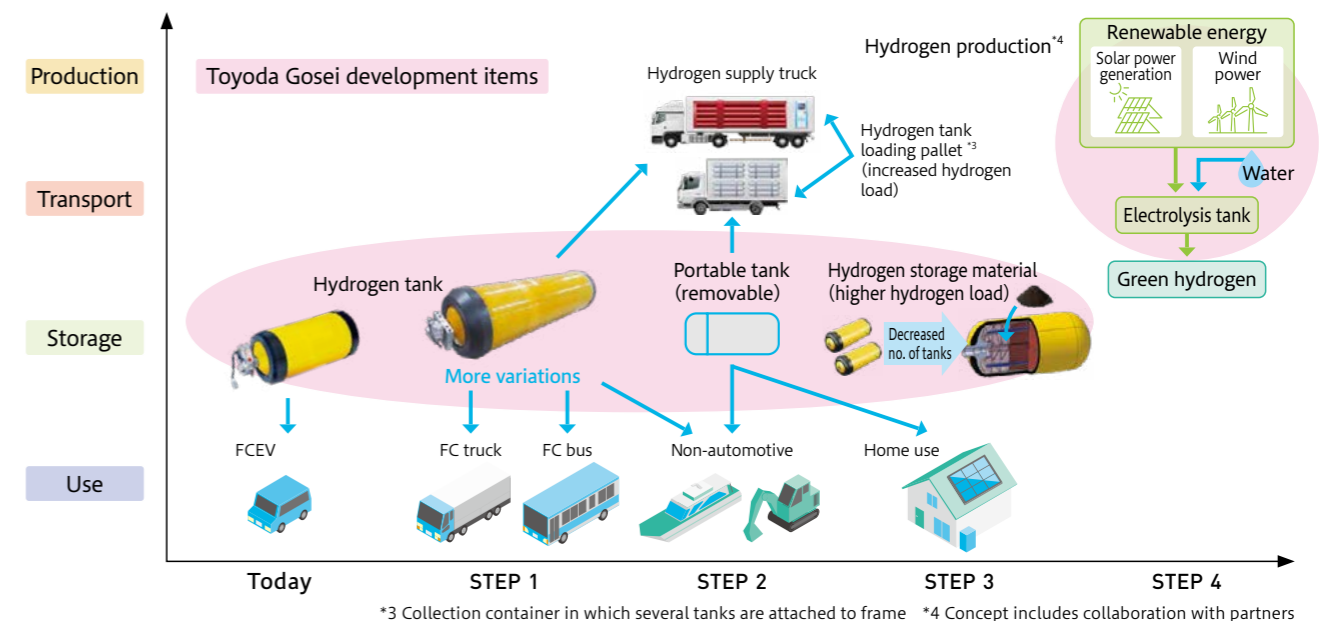 Production
Toyoda Gosei development items
Hydrogen supply truck
Hydrogen production*4
Renewable energy
Solar power
generation
Wind
power
Hydrogen tank
loading pallet *3
(increased hydrogen
load)
Water
Transport
Electrolysis tank
Green hydrogen
Storage
Hydrogen tank
More variations
Portable tank
(removable)
Hydrogen storage material
(higher hydrogen load)
Decreased
no. of tanks
Use
FCEV
FC truck
FC bus
Non-automotive
Home use
Today
STEP 1
STEP 2
STEP 3
STEP 4
*3 Collection container in which several tanks are attached to frame
*4 Concept includes collaboration with partners